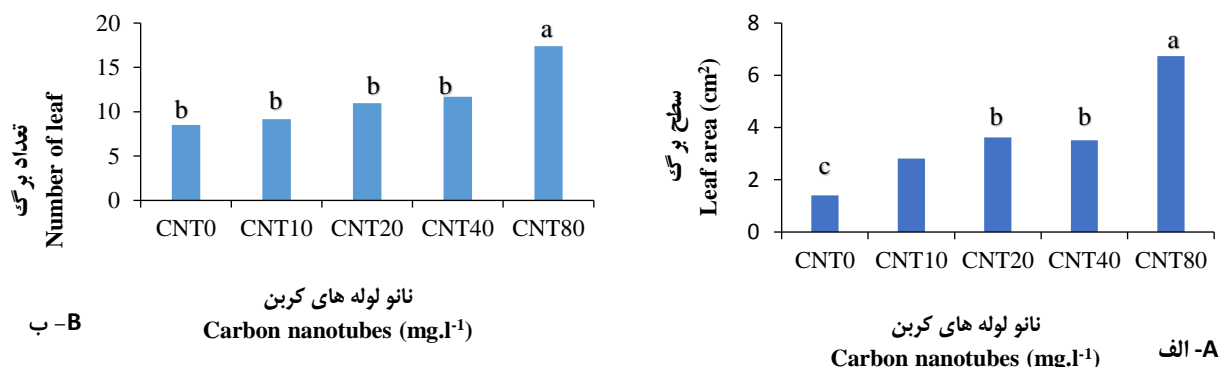 20
15
10
5
0
تعداد برگ
Number of leaf
b
b
b
b
a
CNT0 CNT10 CNT20 CNT40 CNT80
نانو لوله های کربن
Carbon nanotubes (mg.l-1)
B- ب
8
6
4
2
0
سطح برگ
Leaf area (cm2)
c
b
b
a
CNT0 CNT10 CNT20 CNT40 CNT80
نانو لوله های کربن
Carbon nanotubes (mg.l-1)
A- الف